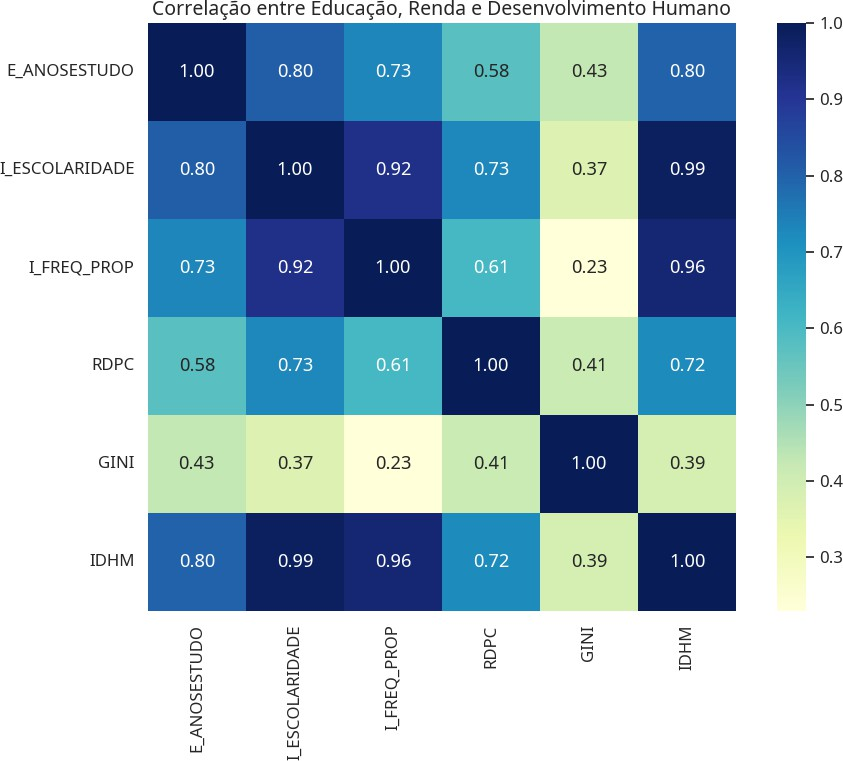 Correlação entre Educação, Renda e Desenvolvimento Humano
E_ANOSESTUDO 1.00 0.80 0.73 0.58 0.43 0.80
I_ESCOLARIDADE 0.80 1.00 0.92 0.73 0.37 0.99
I_FREQ_PROP 0.73 0.92 1.00 0.61 0.23 0.96
RDPC 0.58 0.73 0.61 1.00 0.41 0.72
GINI 0.43 0.37 0.23 0.41 1.00 0.39
IDHM 0.80 0.99 0.96 0.72 0.39 1.00
E_ANOSESTUDO
I_ESCOLARIDADE
I_FREQ_PROP
RDPC
GINI
IDHM
1.0
0.9
0.8
0.7
0.6
0.5
0.4
0.3